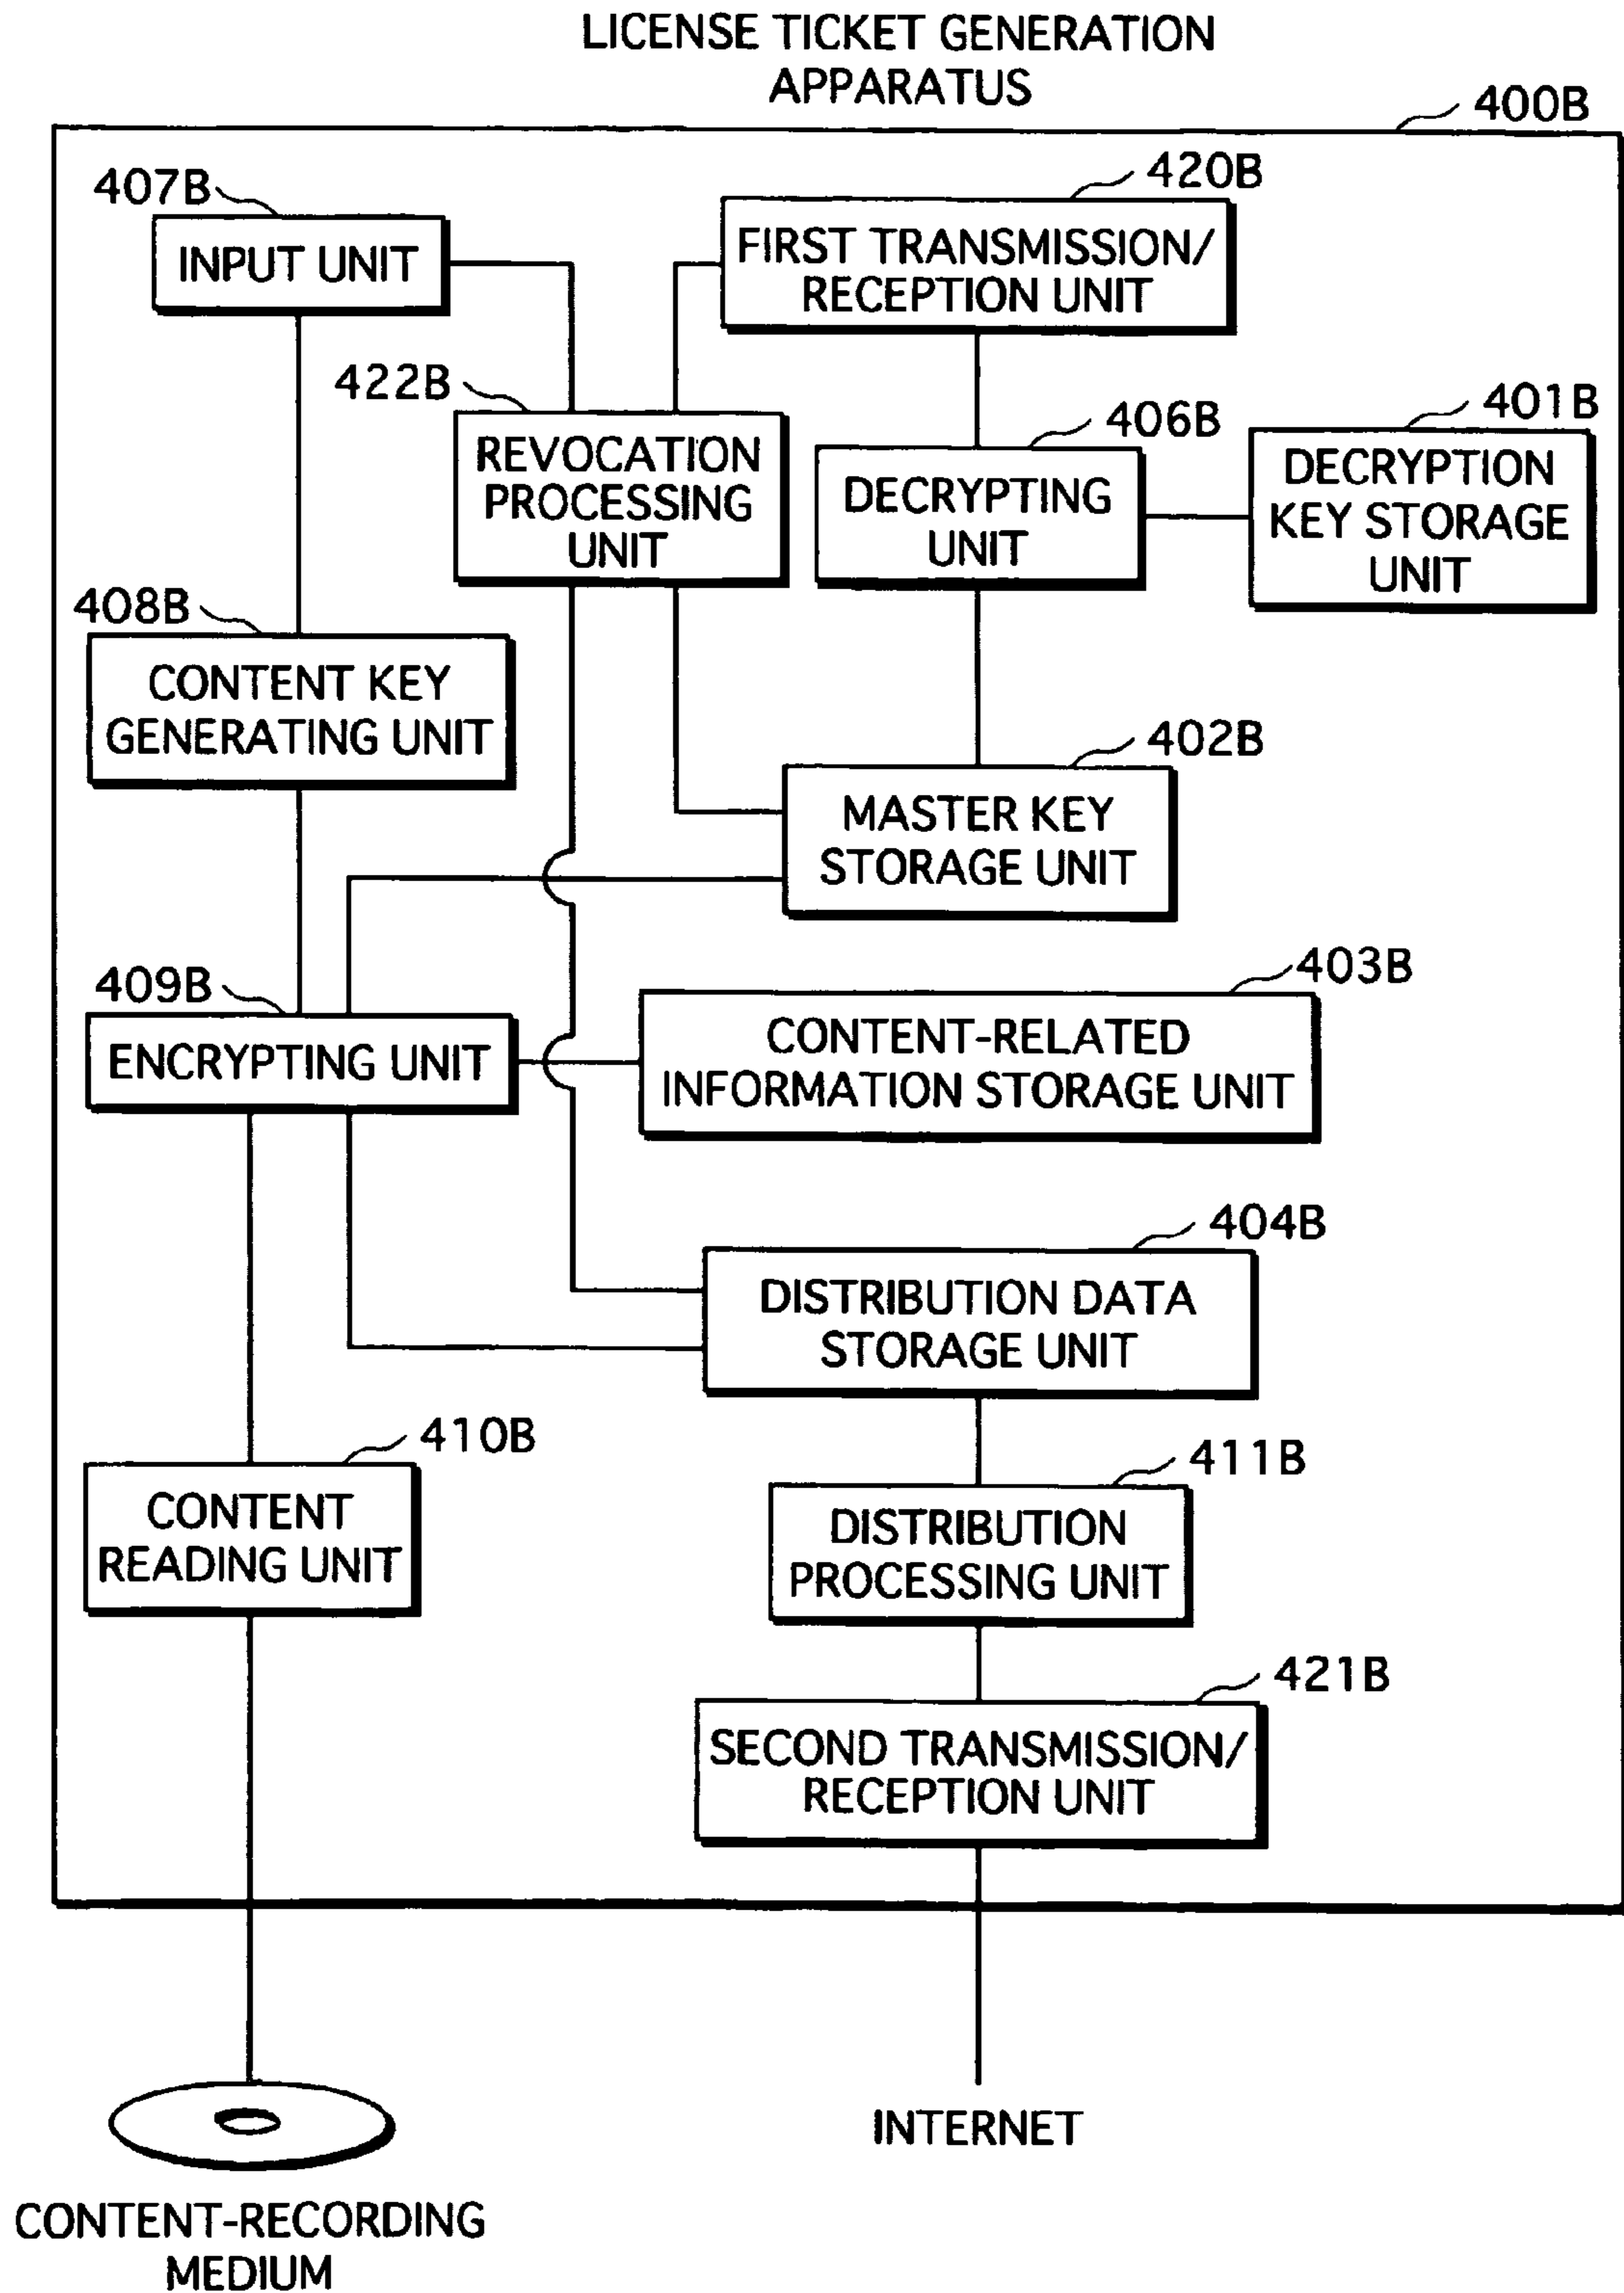 LICENSE TICKET GENERATION
APPARATUS
400B
407B
INPUT UNIT
420B
FIRST TRANSMISSION/
RECEPTION UNIT
422B
REVOCATION
PROCESSING
UNIT
406B
DECRYPTING
UNIT
401B
DECRYPTION
KEY STORAGE
UNIT
408B
CONTENT KEY
GENERATING UNIT
402B
MASTER KEY
STORAGE UNIT
409B
ENCRYPTING UNIT
403B
CONTENT-RELATED
INFORMATION STORAGE UNIT
404B
DISTRIBUTION DATA
STORAGE UNIT
410B
CONTENT
READING UNIT
411B
DISTRIBUTION
PROCESSING UNIT
421B
SECOND TRANSMISSION/
RECEPTION UNIT
INTERNET
CONTENT-RECORDING
MEDIUM